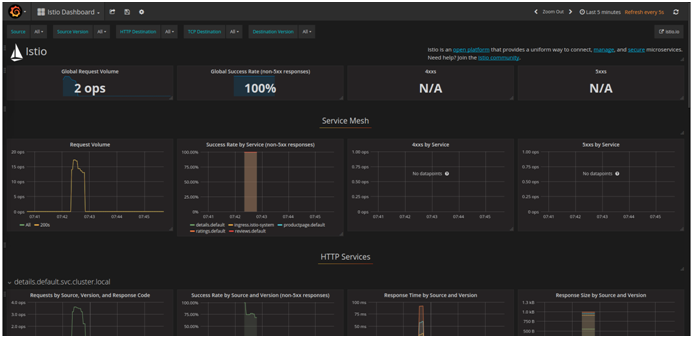 Istio Dashboard
Zoom Out Last 5 minutes Refresh every 5s
Source All Source Version All HTTP Destination All TCP Destination All Destination Version All istio.io
Istio
Istio is an open platform that provides a uniform way to connect, manage, and secure microservices.
Need help? Join the Istio community.
Global Request Volume Global Success Rate (non-5xx responses) 4xxs 5xxs
2 ops 100% N/A N/A
Service Mesh
Request Volume Success Rate by Service (non-5xx responses) 4xxs by Service 5xxs by Service
20 ops 100.00% 1.00 ops 1.00 ops
15 ops 75.00% 0.75 ops 0.75 ops
No datapoints No datapoints
10 ops 50.00% 0.50 ops 0.50 ops
5 ops 25.00% 0.25 ops 0.25 ops
0 ops 0% 0 ops 0 ops
07:41 07:42 07:43 07:44 07:45 07:41 07:42 07:43 07:44 07:45 07:41 07:42 07:43 07:44 07:45 07:41 07:42 07:43 07:44 07:45
All 200s details.default ingress.istio-system productpage.default
ratings.default reviews.default
HTTP Services
details.default.svc.cluster.local
Requests by Source, Version, and Response Code Success Rate by Source and Version (non-5xx responses) Response Time by Source and Version Response Size by Source and Version
4.0 ops 100.00% 100 ms 1.3 kB
3.0 ops 75.00% 75 ms 1.0 kB
750 B
2.0 ops 50.00% 50 ms 500 B